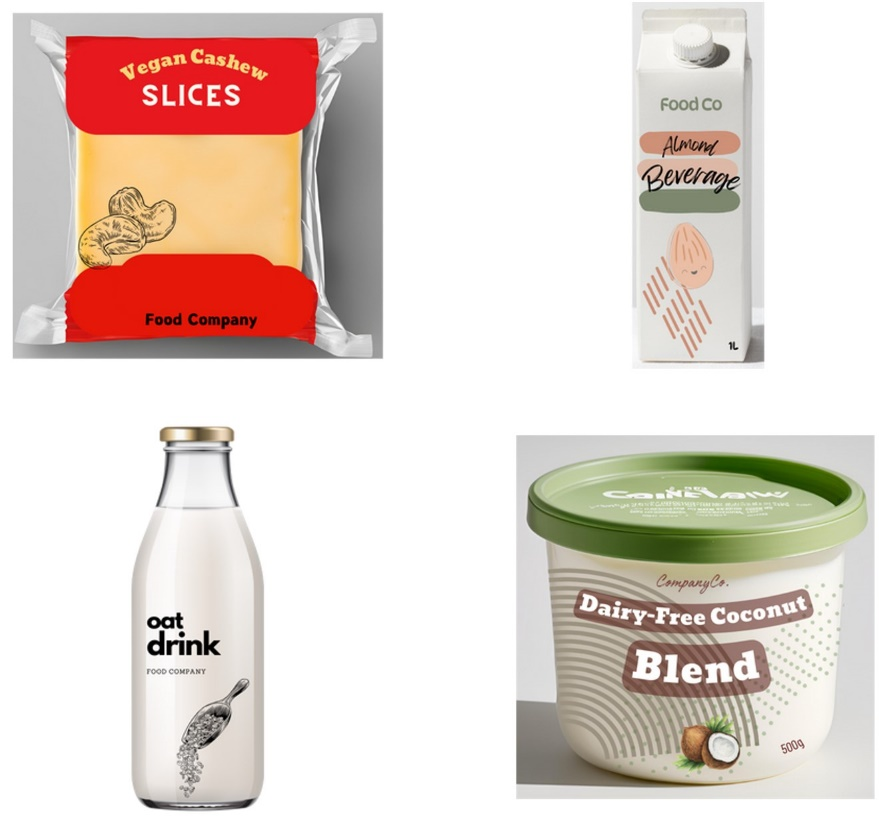 Vegan Cashew
SLICES
Food Company
Food Co
Almond
Beverage
1L
oat
drink
FOOD COMPANY
CompanyCo.
Dairy-Free Coconut
Blend
500g